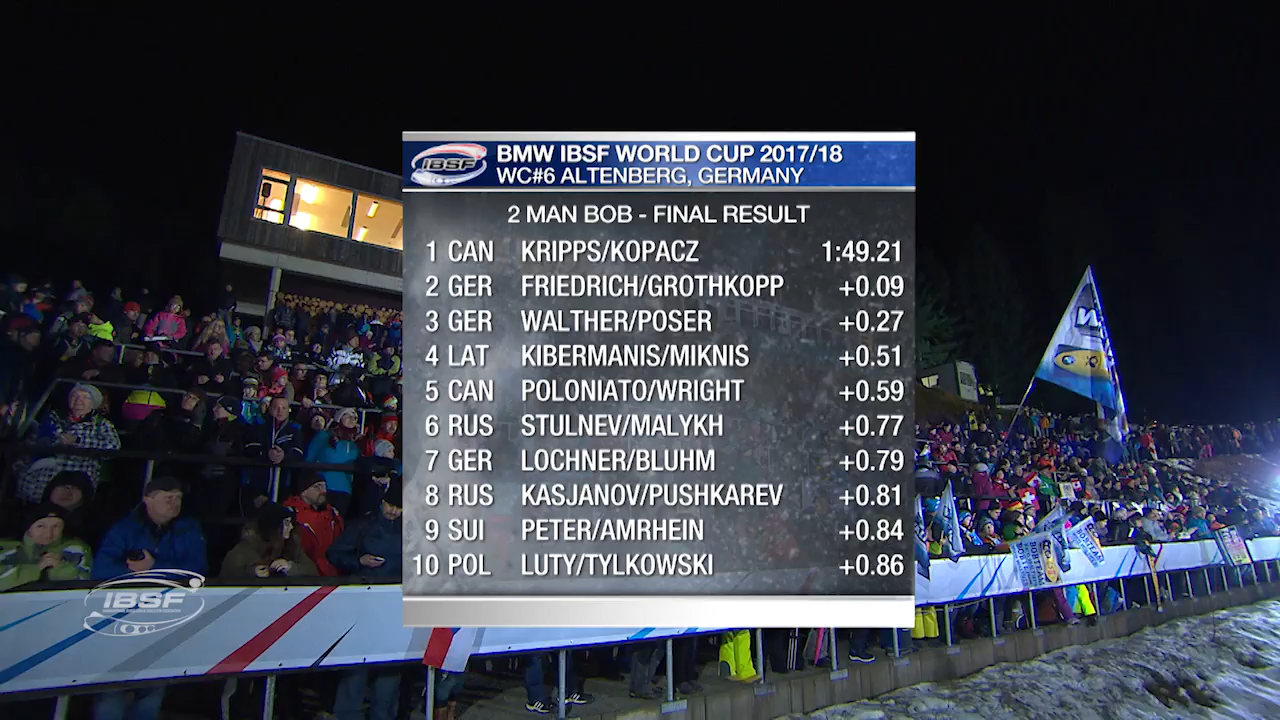 IBSF
BMW IBSF WORLD CUP 2017/18
WC#6 ALTENBERG, GERMANY
2 MAN BOB - FINAL RESULT
1 CAN KRIPPS/KOPACZ 1:49.21
2 GER FRIEDRICH/GROTHKOPP +0.09
3 GER WALTHER/POSER +0.27
4 LAT KIBERMANIS/MIKNIS +0.51
5 CAN POLONIATO/WRIGHT +0.59
6 RUS STULNEV/MALYKH +0.77
7 GER LOCHNER/BLUHM +0.79
8 RUS KASJANOV/PUSHKAREV +0.81
9 SUI PETER/AMRHEIN +0.84
10 POL LUTY/TYLKOWSKI +0.86
IBSF